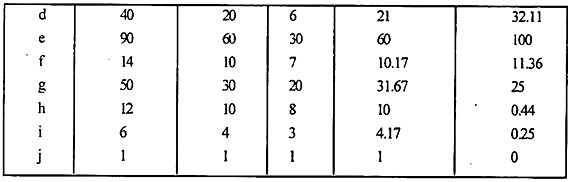 d 40 20 6 21 32.11
e 90 60 30 60 100
f 14 10 7 10.17 11.36
g 50 30 20 31.67 25
h 12 10 8 10 0.44
i 6 4 3 4.17 0.25
j 1 1 1 1 0